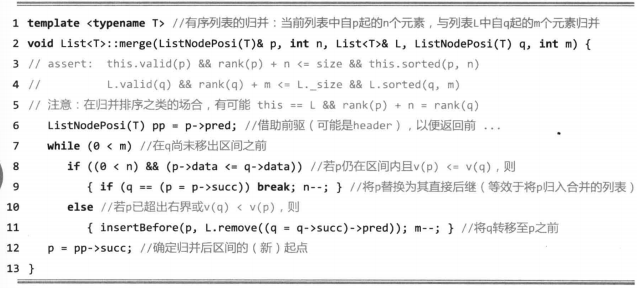 1 template <typename T> //有序列表的归并：当前列表中自p起的n个元素，与列表L中自q起的m个元素归并
2 void List<T>::merge(ListNodePosi(T)& p, int n, List<T>& L, ListNodePosi(T) q, int m) {
3 // assert: this.valid(p) && rank(p) + n <= size && this.sorted(p, n)
4 // L.valid(q) && rank(q) + m <= L._size && L.sorted(q, m)
5 // 注意：在归并排序之类的场合，有可能 this == L && rank(p) + n = rank(q)
6 ListNodePosi(T) pp = p->pred; //借助前驱（可能是header），以便返回前 ...
7 while (0 < m) //在q尚未移出区间之前
8 if ((0 < n) && (p->data <= q->data)) //若p仍在区间内且v(p) <= v(q)，则
9 { if (q == (p = p->succ)) break; n--; } //将p替换为其直接后继（等效于将p归入合并的列表）
10 else //若p已超出右界或v(q) < v(p)，则
11 { insertBefore(p, L.remove((q = q->succ)->pred)); m--; } //将q转移至p之前
12 p = pp->succ; //确定归并后区间的（新）起点
13 }